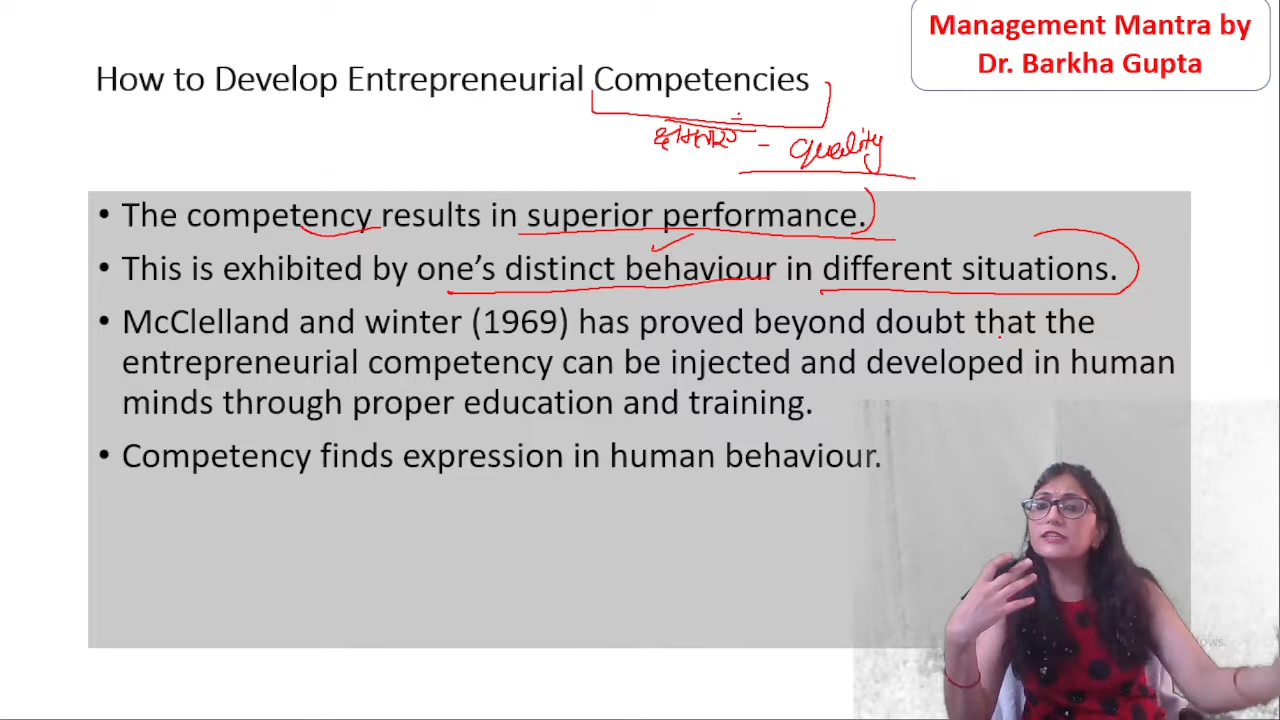 Management Mantra by
Dr. Barkha Gupta
How to Develop Entrepreneurial Competencies
- quality
• The competency results in superior performance.
• This is exhibited by one's distinct behaviour in different situations.
• McClelland and winter (1969) has proved beyond doubt that the
entrepreneurial competency can be injected and developed in human
minds through proper education and training.
• Competency finds expression in human behaviour.